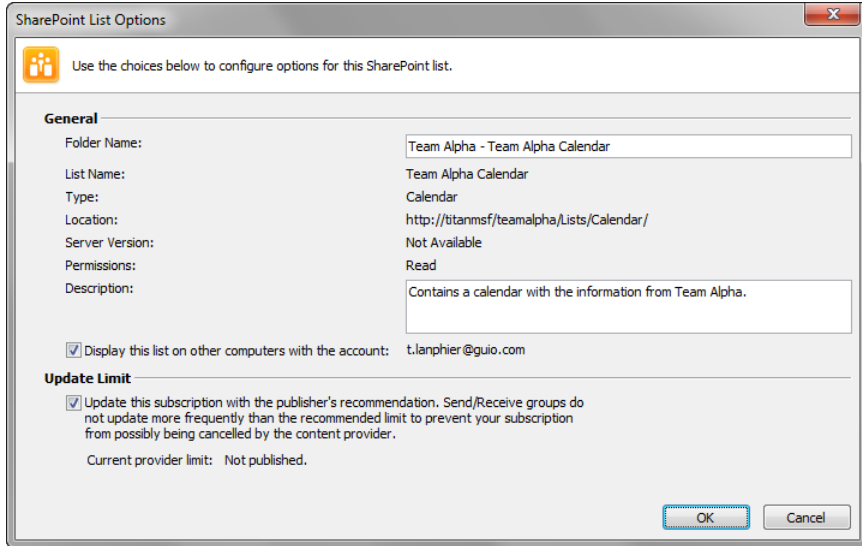 SharePoint List Options
Use the choices below to configure options for this SharePoint list.
General
Folder Name: Team Alpha - Team Alpha Calendar
List Name: Team Alpha Calendar
Type: Calendar
Location: http://titanmsf/teamalpha/Lists/Calendar/
Server Version: Not Available
Permissions: Read
Description: Contains a calendar with the information from Team Alpha.
Display this list on other computers with the account: t.lanphier@guio.com
Update Limit
Update this subscription with the publisher's recommendation. Send/Receive groups do
not update more frequently than the recommended limit to prevent your subscription
from possibly being cancelled by the content provider.
Current provider limit: Not published.
OK Cancel